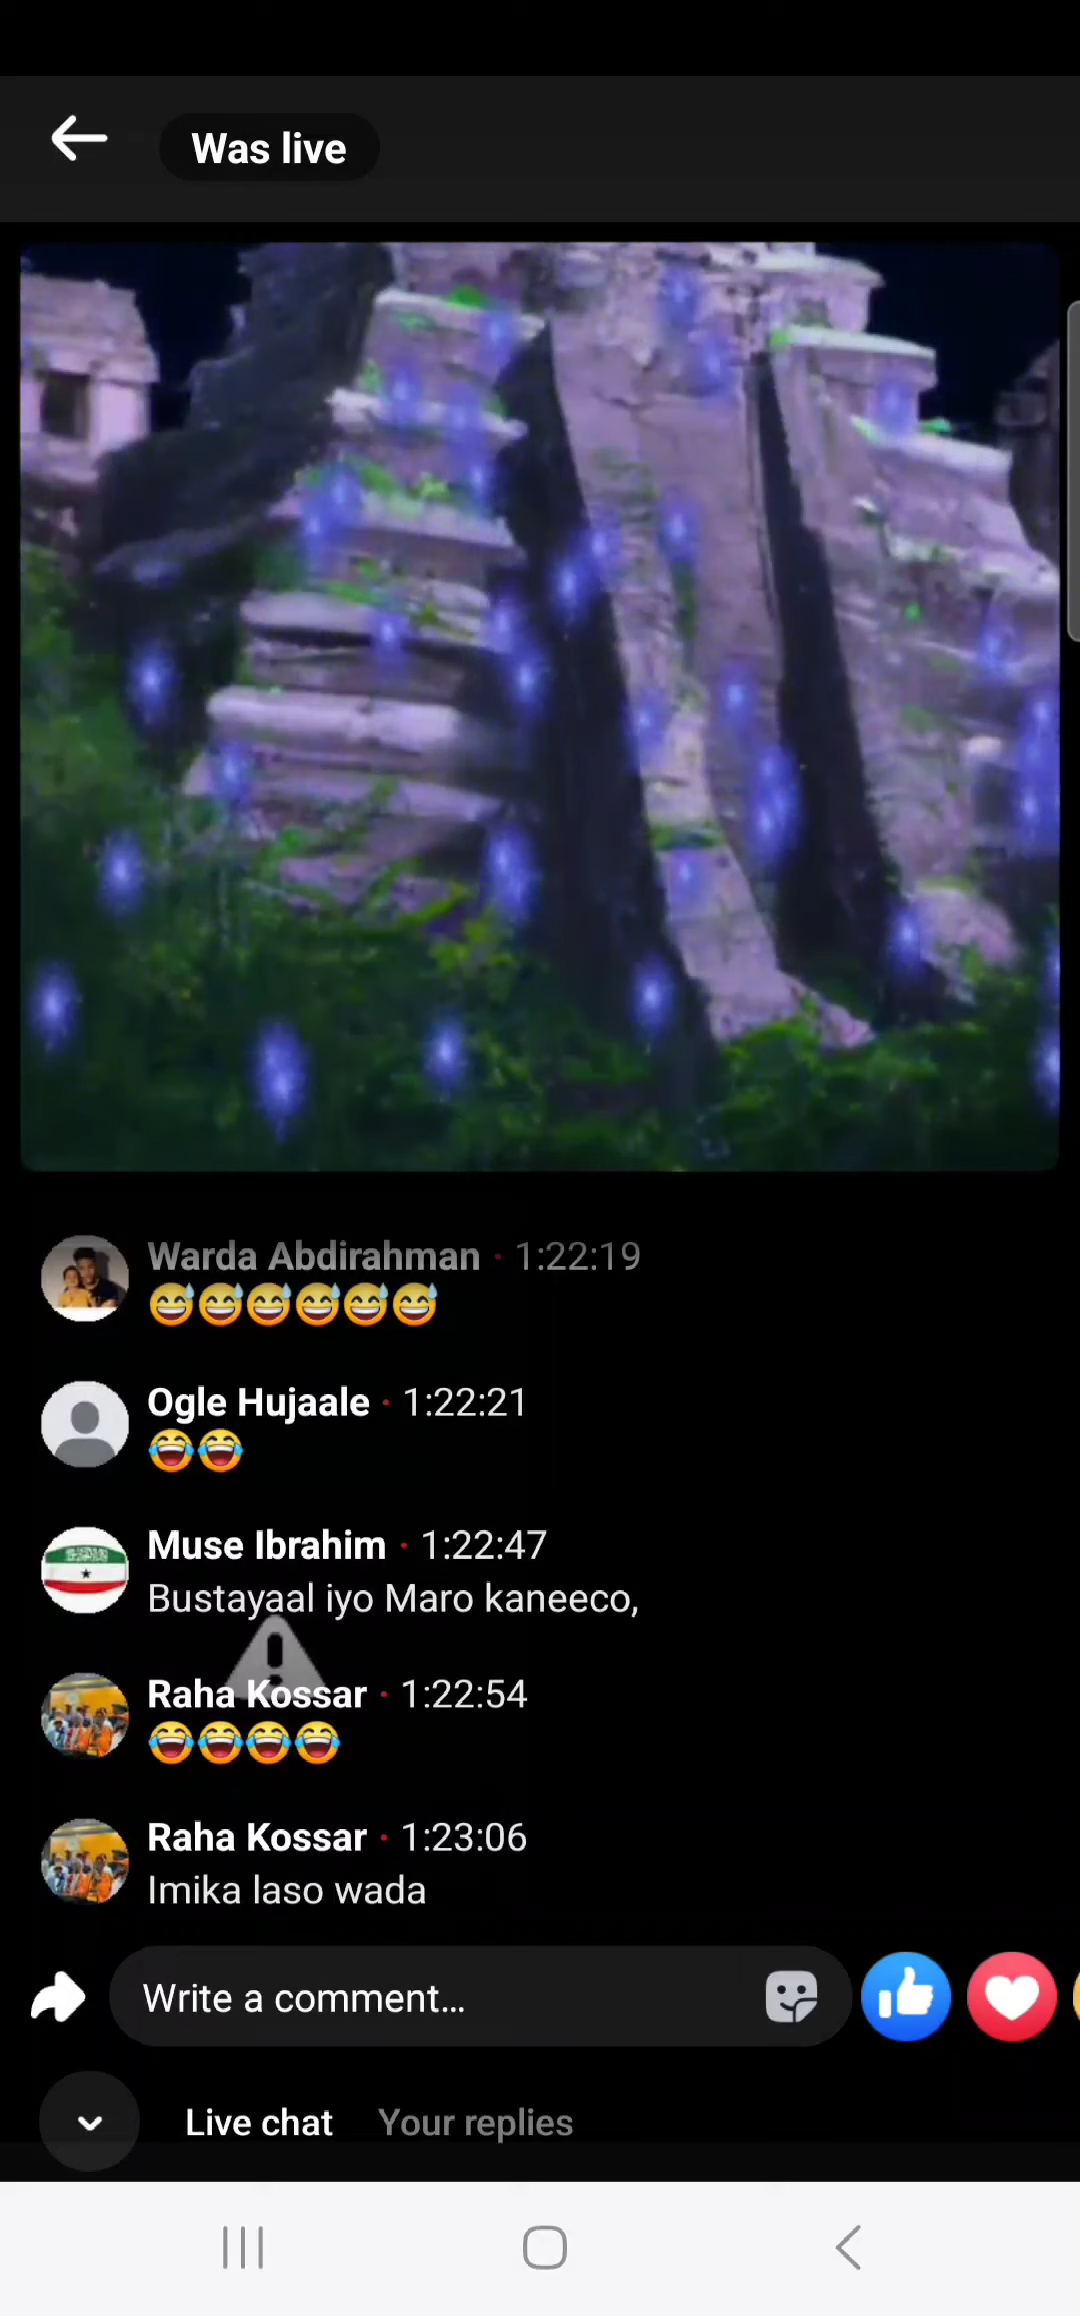 Was live
Warda Abdirahman · 1:22:19
😅😅😅😅😅😅
Ogle Hujaale · 1:22:21
😂😂
Muse Ibrahim · 1:22:47
Bustayaal iyo Maro kaneeco,
Raha Kossar · 1:22:54
😂😂😂😂
Raha Kossar · 1:23:06
Imika laso wada
Write a comment...
Live chat Your replies